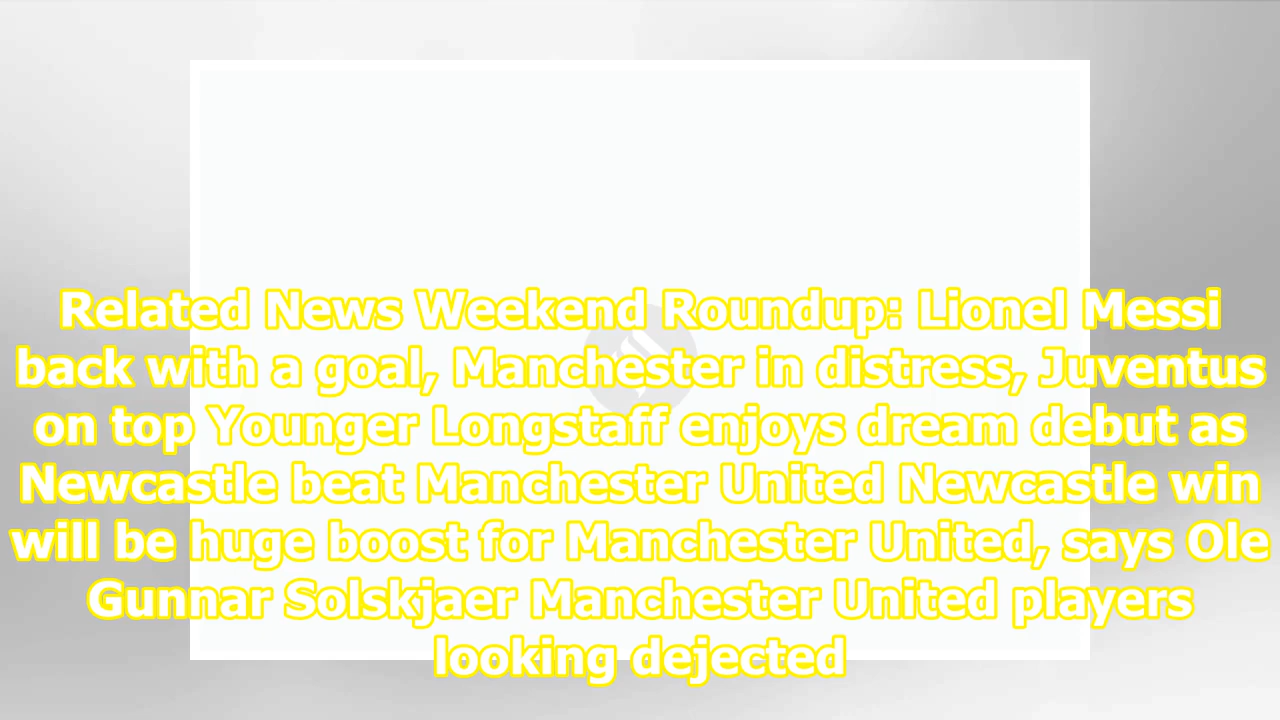 Related News Weekend Roundup: Lionel Messi
back with a goal, Manchester in distress, Juventus
on top Younger Longstaff enjoys dream debut as
Newcastle beat Manchester United Newcastle win
will be huge boost for Manchester United, says Ole
Gunnar Solskjaer Manchester United players
looking dejected